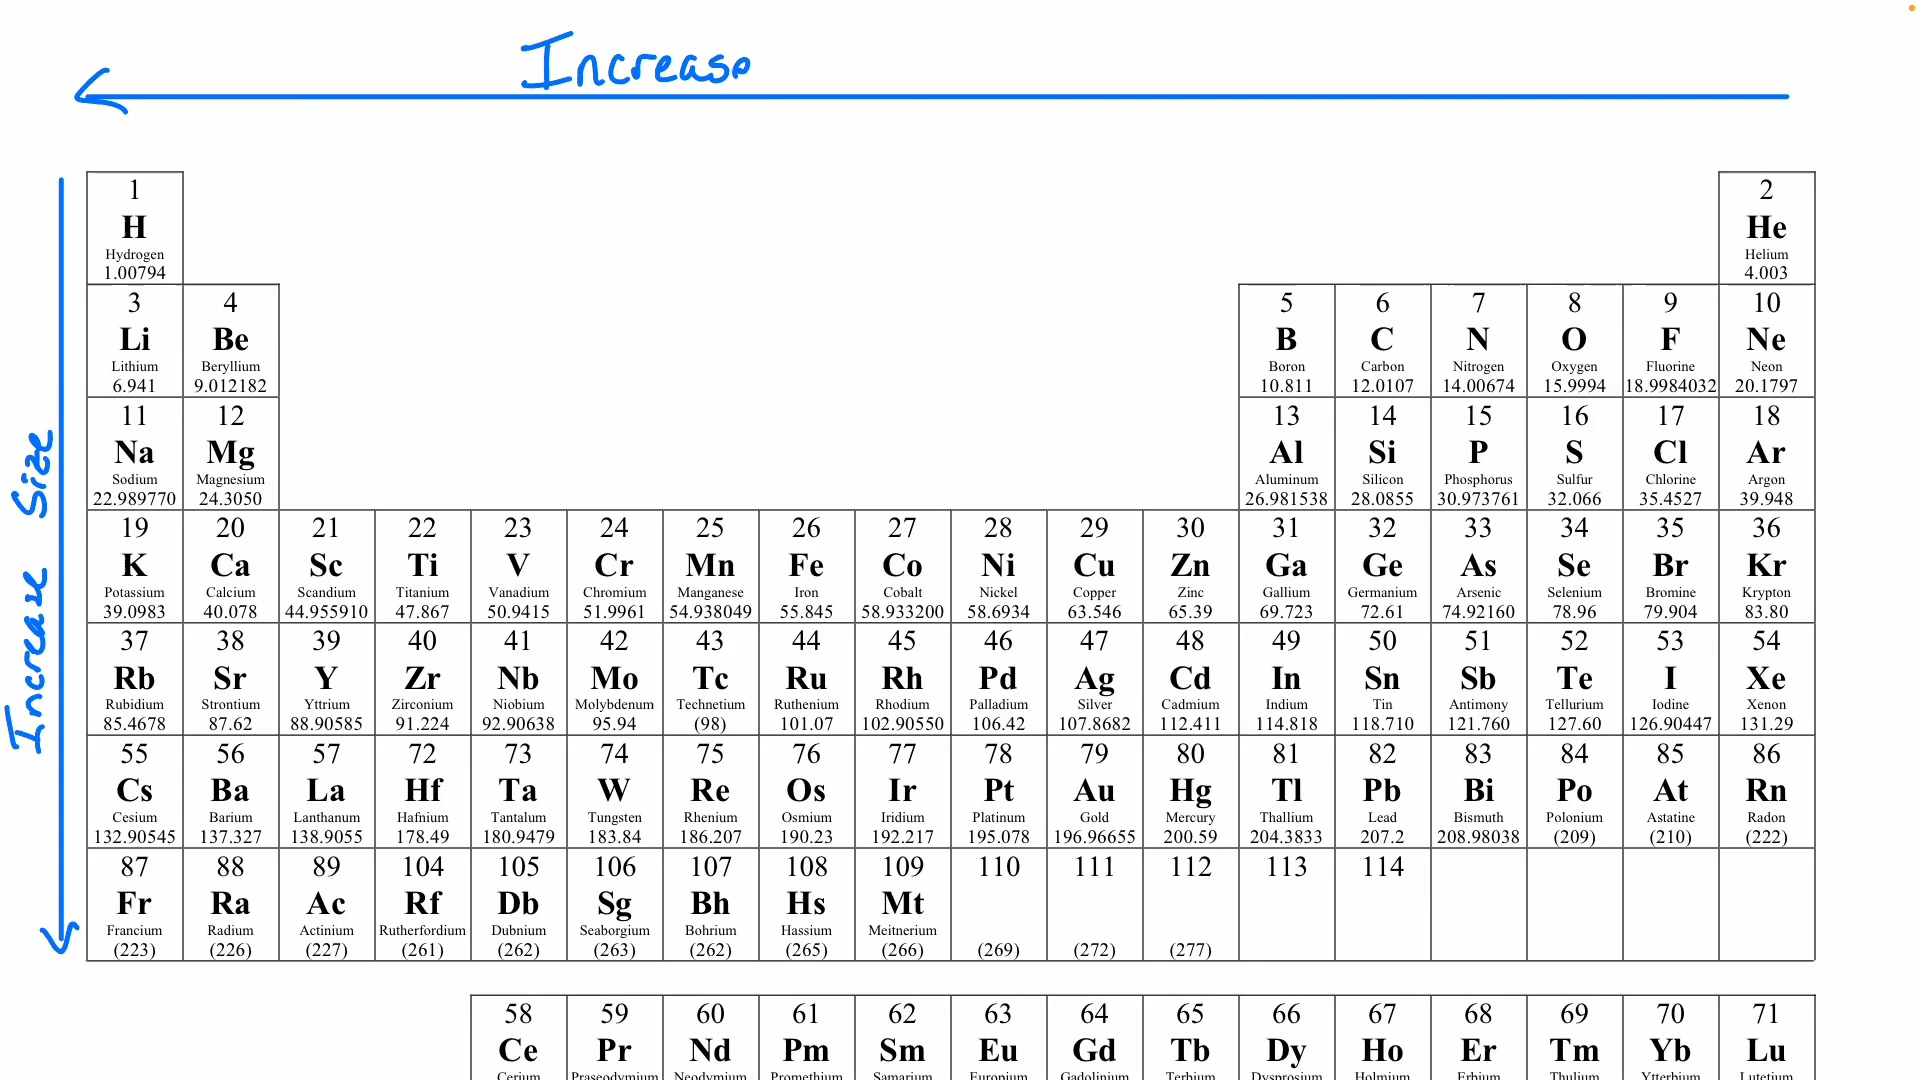 Increase
Increase Size
1 2
H He
Hydrogen Helium
1.00794 4.003
3 4 5 6 7 8 9 10
Li Be B C N O F Ne
Lithium Beryllium Boron Carbon Nitrogen Oxygen Fluorine Neon
6.941 9.012182 10.811 12.0107 14.00674 15.9994 18.9984032 20.1797
11 12 13 14 15 16 17 18
Na Mg Al Si P S Cl Ar
Sodium Magnesium Aluminum Silicon Phosphorus Sulfur Chlorine Argon
22.989770 24.3050 26.981538 28.0855 30.973761 32.066 35.4527 39.948
19 20 21 22 23 24 25 26 27 28 29 30 31 32 33 34 35 36
K Ca Sc Ti V Cr Mn Fe Co Ni Cu Zn Ga Ge As Se Br Kr
Potassium Calcium Scandium Titanium Vanadium Chromium Manganese Iron Cobalt Nickel Copper Zinc Gallium Germanium Arsenic Selenium Bromine Krypton
39.0983 40.078 44.955910 47.867 50.9415 51.9961 54.938049 55.845 58.933200 58.6934 63.546 65.39 69.723 72.61 74.92160 78.96 79.904 83.80
37 38 39 40 41 42 43 44 45 46 47 48 49 50 51 52 53 54
Rb Sr Y Zr Nb Mo Tc Ru Rh Pd Ag Cd In Sn Sb Te I Xe
Rubidium Strontium Yttrium Zirconium Niobium Molybdenum Technetium Ruthenium Rhodium Palladium Silver Cadmium Indium Tin Antimony Tellurium Iodine Xenon
85.4678 87.62 88.90585 91.224 92.90638 95.94 (98) 101.07 102.90550 106.42 107.8682 112.411 114.818 118.710 121.760 127.60 126.90447 131.29
55 56 57 72 73 74 75 76 77 78 79 80 81 82 83 84 85 86
Cs Ba La Hf Ta W Re Os Ir Pt Au Hg Tl Pb Bi Po At Rn
Cesium Barium Lanthanum Hafnium Tantalum Tungsten Rhenium Osmium Iridium Platinum Gold Mercury Thallium Lead Bismuth Polonium Astatine Radon
132.90545 137.327 138.9055 178.49 180.9479 183.84 186.207 190.23 192.217 195.078 196.96655 200.59 204.3833 207.2 208.98038 (209) (210) (222)
87 88 89 104 105 106 107 108 109 110 111 112 113 114
Fr Ra Ac Rf Db Sg Bh Hs Mt
Francium Radium Actinium Rutherfordium Dubnium Seaborgium Bohrium Hassium Meitnerium
(223) (226) (227) (261) (262) (263) (262) (265) (266) (269) (272) (277)
58 59 60 61 62 63 64 65 66 67 68 69 70 71
Ce Pr Nd Pm Sm Eu Gd Tb Dy Ho Er Tm Yb Lu
Cerium Praseodymium Neodymium Promethium Samarium Europium Gadolinium Terbium Dysprosium Holmium Erbium Thulium Ytterbium Lutetium